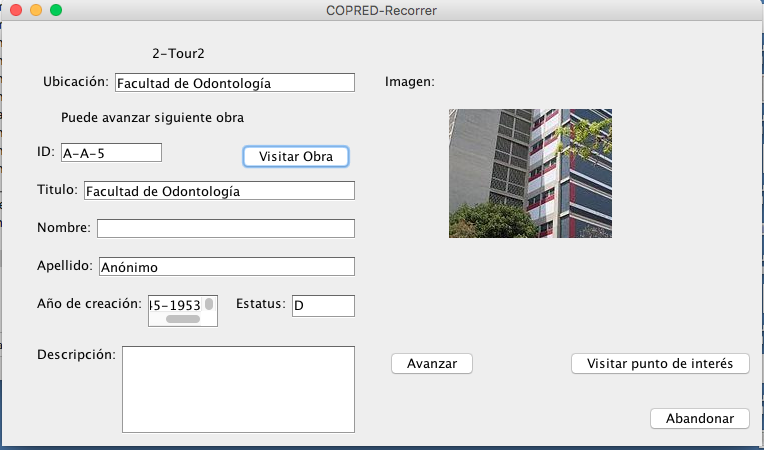 COPRED-Recorrer
2-Tour2
Ubicación: Facultad de Odontología
Imagen:
Puede avanzar siguiente obra
ID: A-A-5
Visitar Obra
Titulo: Facultad de Odontología
Nombre:
Apellido: Anónimo
Año de creación: 45-1953
Estatus: D
Descripción:
Avanzar
Visitar punto de interés
Abandonar